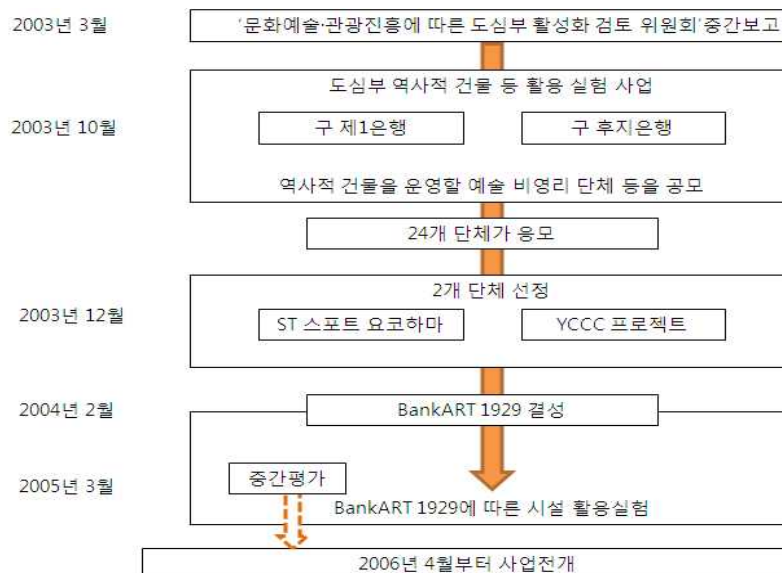 2003년 3월
'문화예술·관광진흥에 따른 도심부 활성화 검토 위원회'중간보고
도심부 역사적 건물 등 활용 실험 사업
2003년 10월
구 제1은행
구 후지은행
역사적 건물을 운영할 예술 비영리 단체 등을 공모
24개 단체가 응모
2개 단체 선정
2003년 12월
ST 스포트 요코하마
YCCC 프로젝트
2004년 2월
BankART 1929 결성
2005년 3월
중간평가
BankART 1929에 따른 시설 활용실험
2006년 4월부터 사업전개